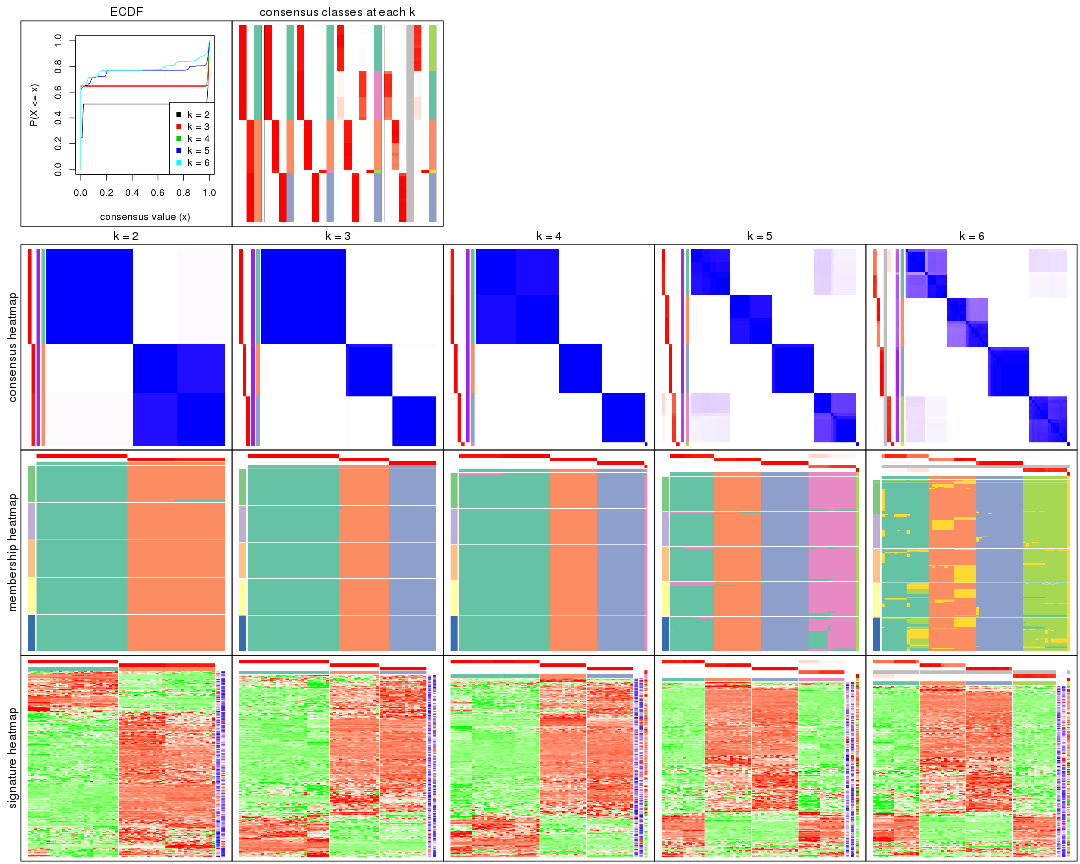 ECDF
consensus classes at each k
P(X <= x)
1.0
0.8
0.6
0.4
0.2
0.0
k = 2
k = 3
k = 4
k = 5
k = 6
0.0 0.2 0.4 0.6 0.8 1.0
consensus value (x)
k = 2
k = 3
k = 4
k = 5
k = 6
consensus heatmap
membership heatmap
signature heatmap